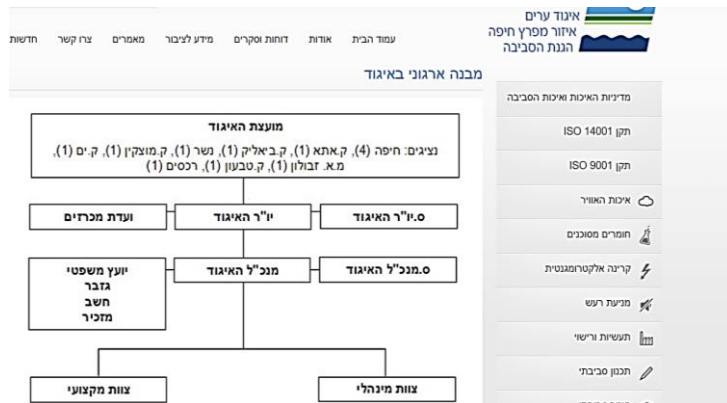 איגוד ערים
איזור מפרץ חיפה
הגנת הסביבה
עמוד הבית אודות דוחות וסקרים מידע לציבור מאמרים צרו קשר חדשות
מבנה ארגוני באיגוד
מדיניות האיכות ואיכות הסביבה
תקן ISO 14001
תקן ISO 9001
איכות האוויר
חומרים מסוכנים
קרינה אלקטרומגנטית
מניעת רעש
תעשיות ורישוי
תכנון סביבתי
מועצת האיגוד
נציגים: חיפה (4), ק.אתא (1), ק.ביאליק (1), נשר (1), ק.מוצקין (1), ק.ים (1),
מ.א. זבולון (1), ק.טבעון (1), רכסים (1)
ס.יו"ר האיגוד יו"ר האיגוד ועדת מכרזים
ס.מנכ"ל האיגוד מנכ"ל האיגוד יועץ משפטי
גזבר
חשב
מזכיר
צוות מינהלי צוות מקצועי